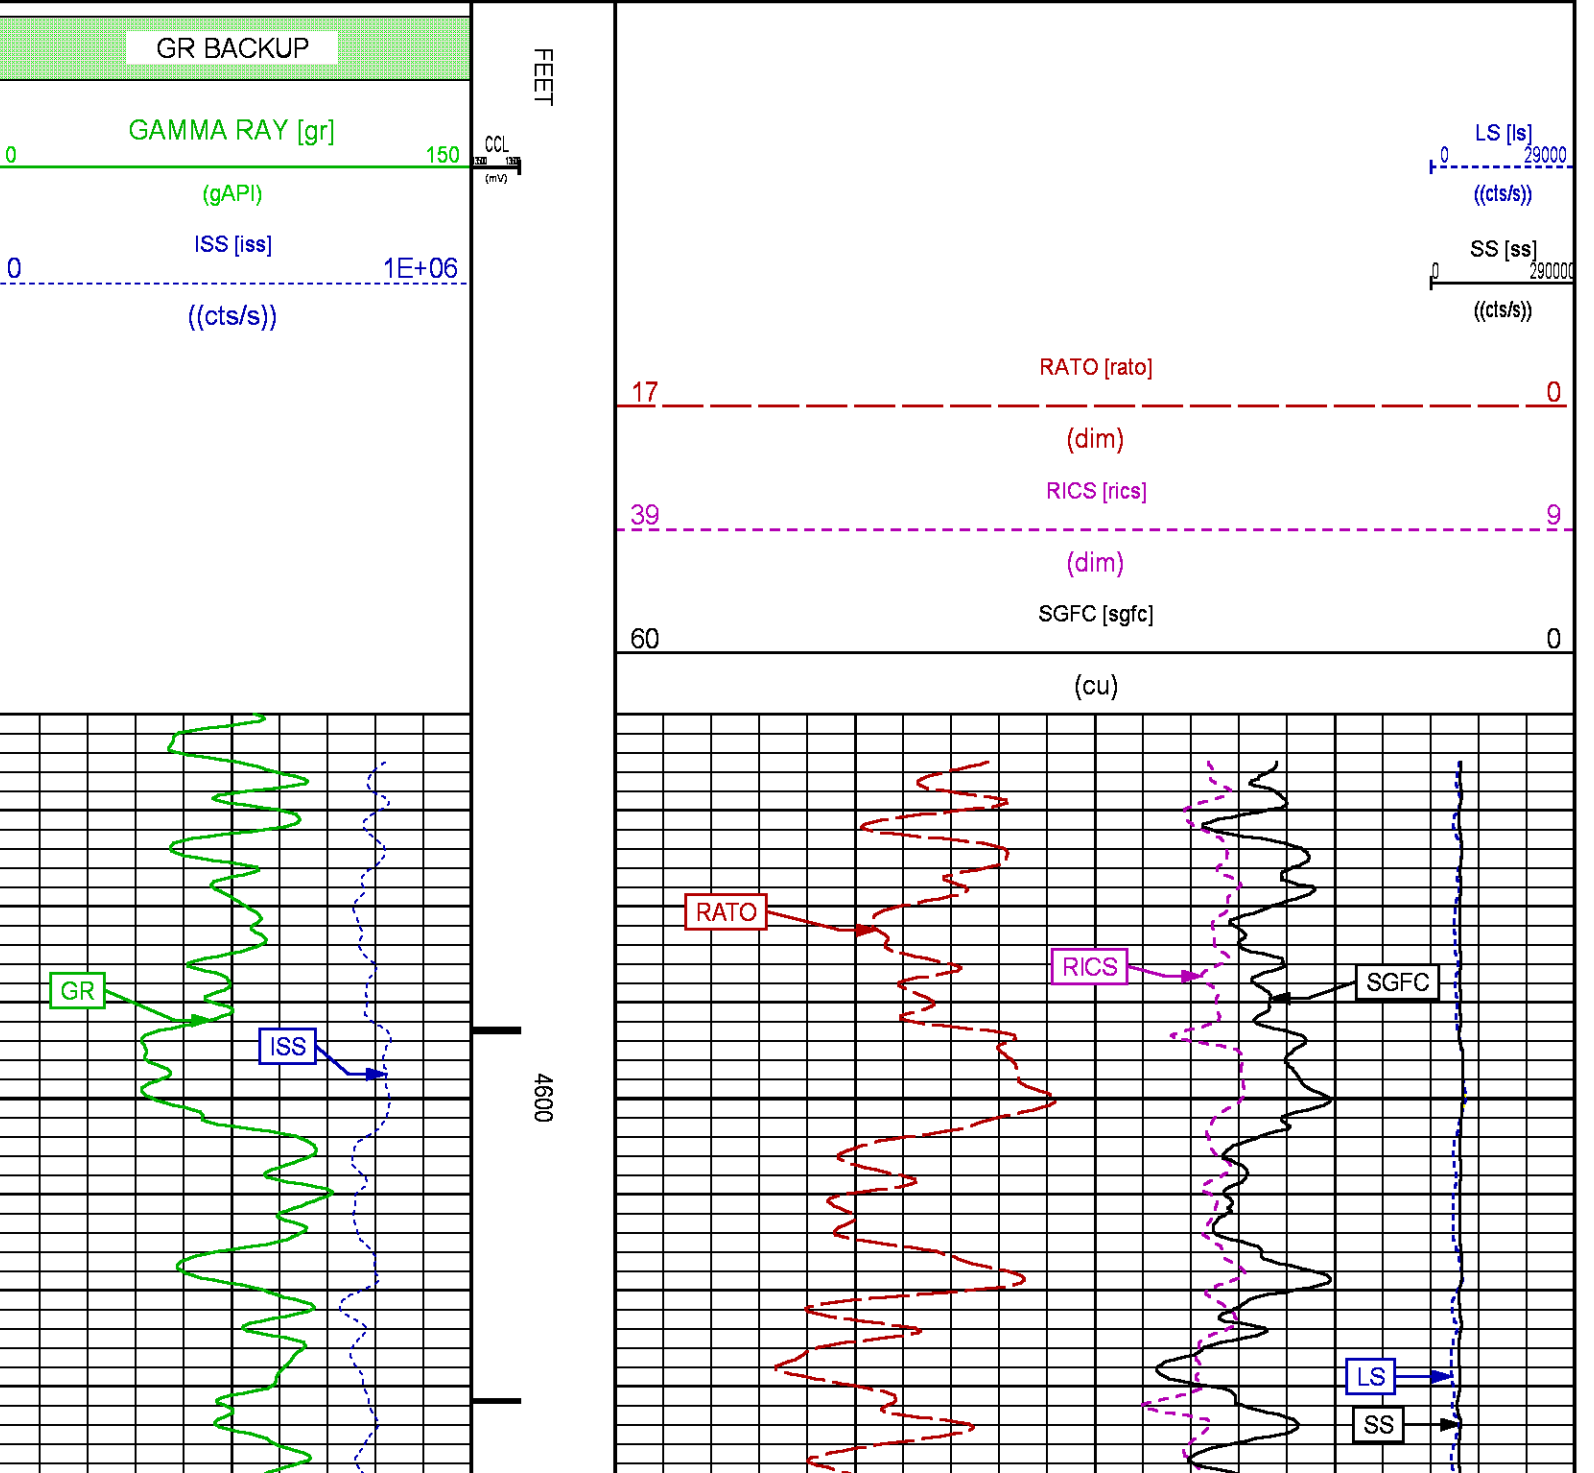 GR BACKUP
GAMMA RAY [gr]
0 150
(gAPI)
ISS [iss]
0 1E+06
((cts/s))
FEET
CCL
(mV)
LS [ls]
0 29000
((cts/s))
SS [ss]
0 290000
((cts/s))
RATO [rato]
17 0
(dim)
RICS [rics]
39 9
(dim)
SGFC [sgfc]
60 0
(cu)
RATO
RICS
SGFC
GR
ISS
4600
LS
SS